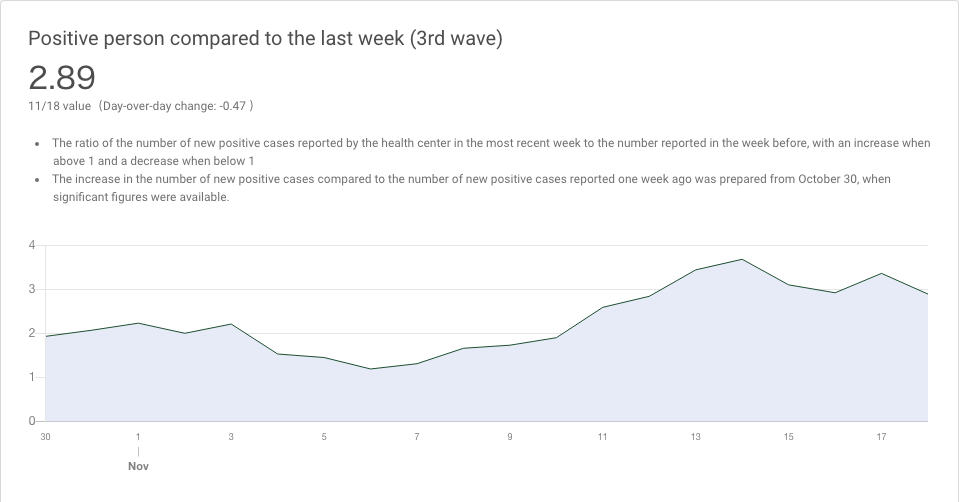 Positive person compared to the last week (3rd wave)
2.89
11/18 value （Day-over-day change: -0.47 ）
The ratio of the number of new positive cases reported by the health center in the most recent week to the number reported in the week before, with an increase when
above 1 and a decrease when below 1
The increase in the number of new positive cases compared to the number of new positive cases reported one week ago was prepared from October 30, when
significant figures were available.
4
3
2
1
0
30 1 3 5 7 9 11 13 15 17
Nov